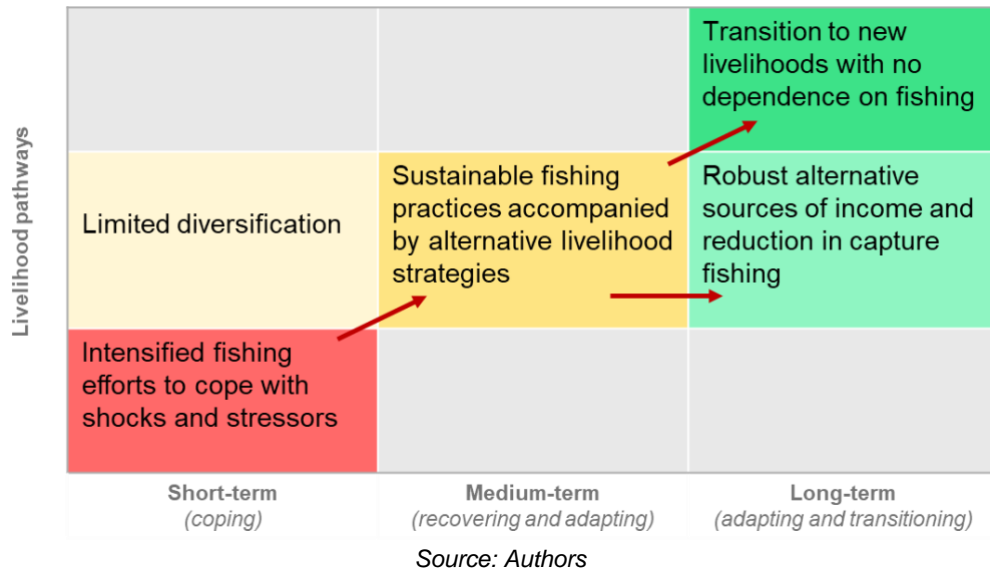 Livelihood pathways
Transition to new
livelihoods with no
dependence on fishing
Limited diversification
Sustainable fishing
practices accompanied
by alternative livelihood
strategies
Robust alternative
sources of income and
reduction in capture
fishing
Intensified fishing
efforts to cope with
shocks and stressors
Short-term
(coping)
Medium-term
(recovering and adapting)
Long-term
(adapting and transitioning)
Source: Authors